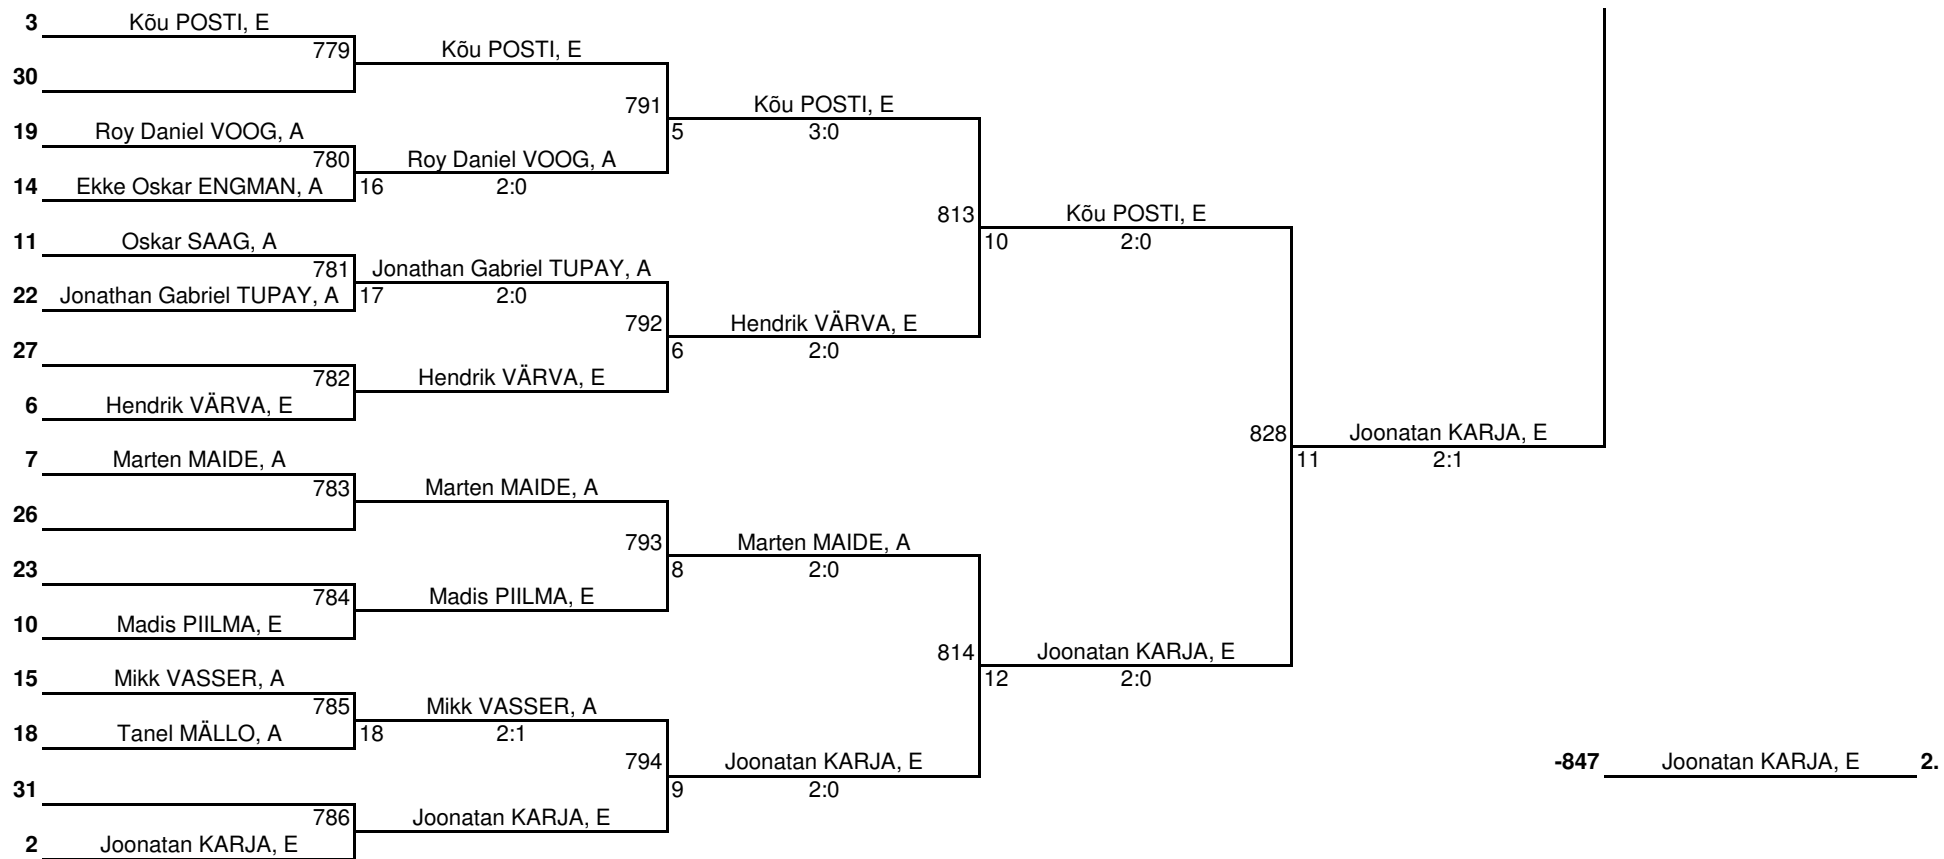 3 Kõu POSTI, E
779 Kõu POSTI, E
30
791 Kõu POSTI, E
19 Roy Daniel VOOG, A 5 3:0
780 Roy Daniel VOOG, A
14 Ekke Oskar ENGMAN, A 16 2:0
813 Kõu POSTI, E
11 Oskar SAAG, A 10 2:0
781 Jonathan Gabriel TUPAY, A
22 Jonathan Gabriel TUPAY, A 17 2:0
792 Hendrik VÄRVA, E
27 6 2:0
782 Hendrik VÄRVA, E
6 Hendrik VÄRVA, E
828 Joonatan KARJA, E
7 Marten MAIDE, A 11 2:1
783 Marten MAIDE, A
26
793 Marten MAIDE, A
23 8 2:0
784 Madis PIILMA, E
10 Madis PIILMA, E
814 Joonatan KARJA, E
15 Mikk VASSER, A 12 2:0
785 Mikk VASSER, A
18 Tanel MÄLLO, A 18 2:1
794 Joonatan KARJA, E -847 Joonatan KARJA, E 2.
31 9 2:0
786 Joonatan KARJA, E
2 Joonatan KARJA, E